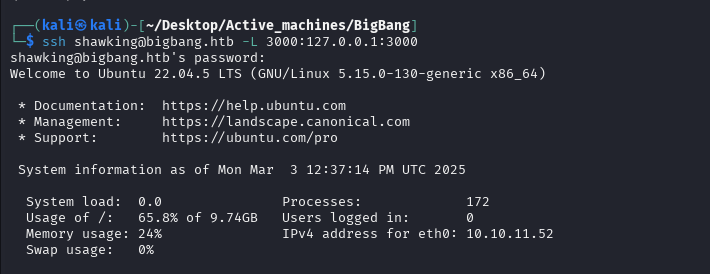 ┌──(kali㉿kali)-[~/Desktop/Active_machines/BigBang]
└─$ ssh shawking@bigbang.htb -L 3000:127.0.0.1:3000
shawking@bigbang.htb's password:
Welcome to Ubuntu 22.04.5 LTS (GNU/Linux 5.15.0-130-generic x86_64)
* Documentation: https://help.ubuntu.com
* Management: https://landscape.canonical.com
* Support: https://ubuntu.com/pro
System information as of Mon Mar 3 12:37:14 PM UTC 2025
System load: 0.0 Processes: 172
Usage of /: 65.8% of 9.74GB Users logged in: 0
Memory usage: 24% IPv4 address for eth0: 10.10.11.52
Swap usage: 0%